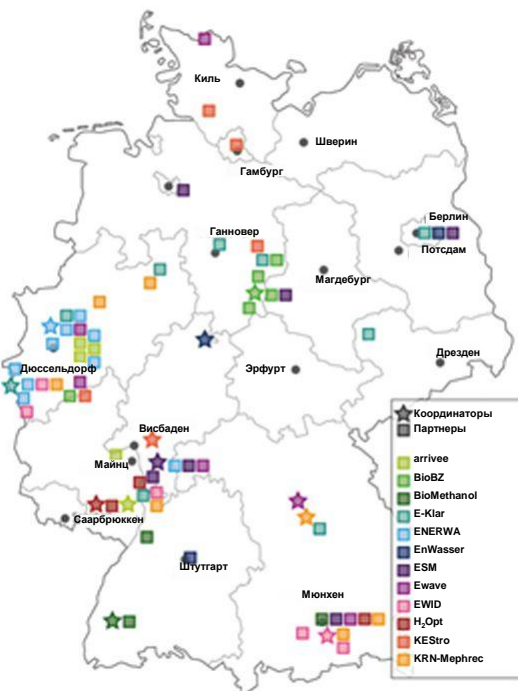 Киль
Шверин
Гамбург
Берлин
Ганновер
Потсдам
Магдебург
Дрезден
Эрфурт
Дюссельдорф
Висбаден
Майнц
Саарбрюккен
Штутгарт
Мюнхен
Координаторы
Партнеры
arrivee
BioBZ
BioMethanol
E-Klar
ENERWA
EnWasser
ESM
Ewave
EWID
H₂Opt
KEStro
KRN-Mephrec